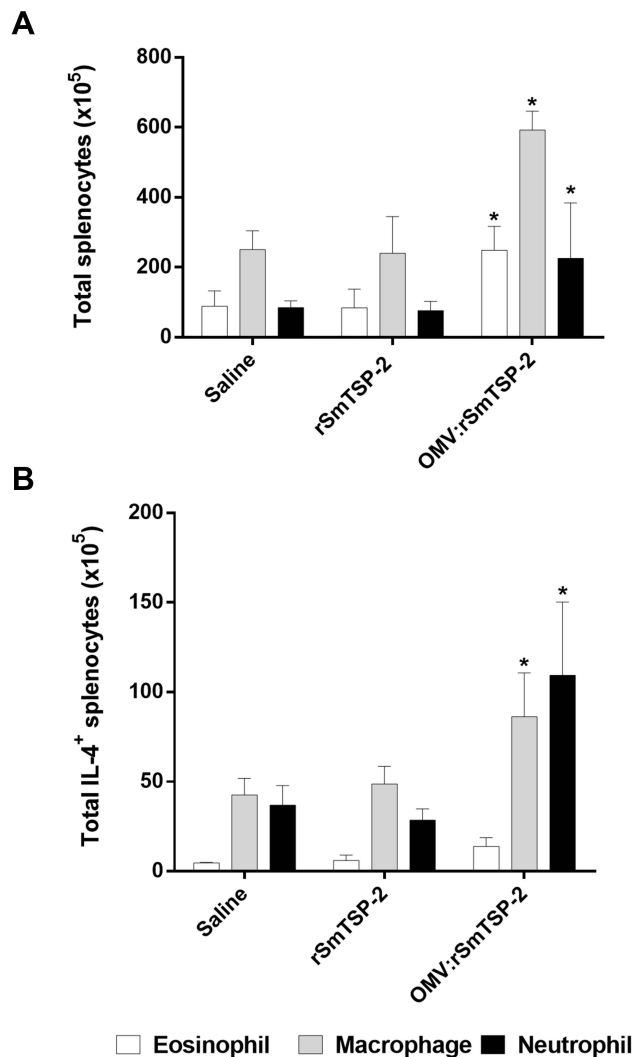 A
Total splenocytes (x10⁵)
800
600
400
200
0
*
*
*
Saline
rSmTSP-2
OMV:rSmTSP-2
B
Total IL-4⁺ splenocytes (x10⁵)
200
150
100
50
0
*
*
Saline
rSmTSP-2
OMV:rSmTSP-2
Eosinophil Macrophage Neutrophil